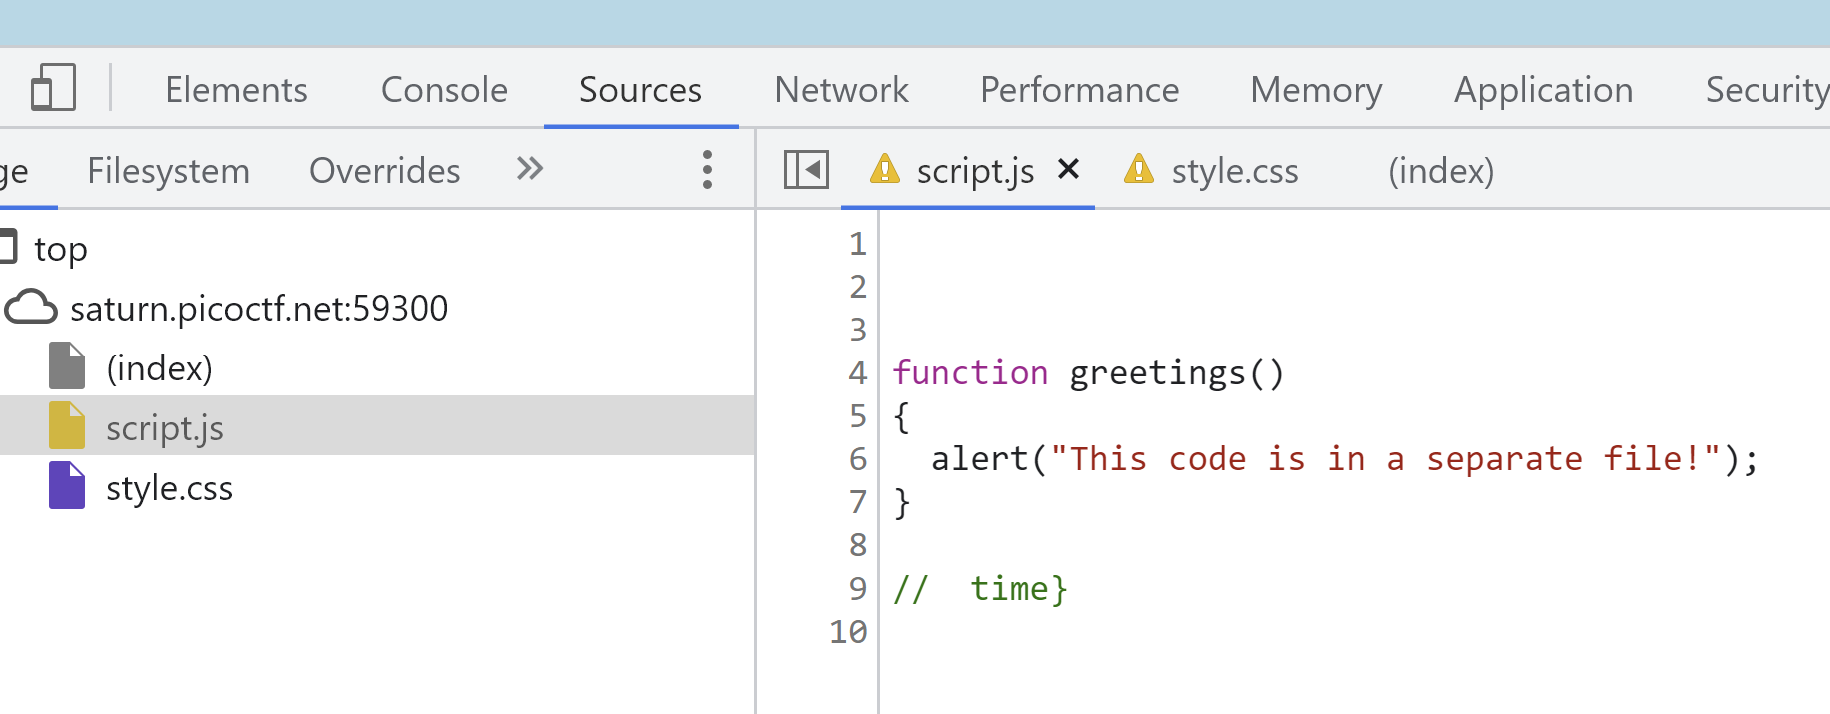 Elements Console Sources Network Performance Memory Application Security
ge Filesystem Overrides »
script.js × style.css (index)
top
saturn.picoctf.net:59300
(index)
script.js
style.css
1
2
3
4 function greetings()
5 {
6 alert("This code is in a separate file!");
7 }
8
9 //  time}
10